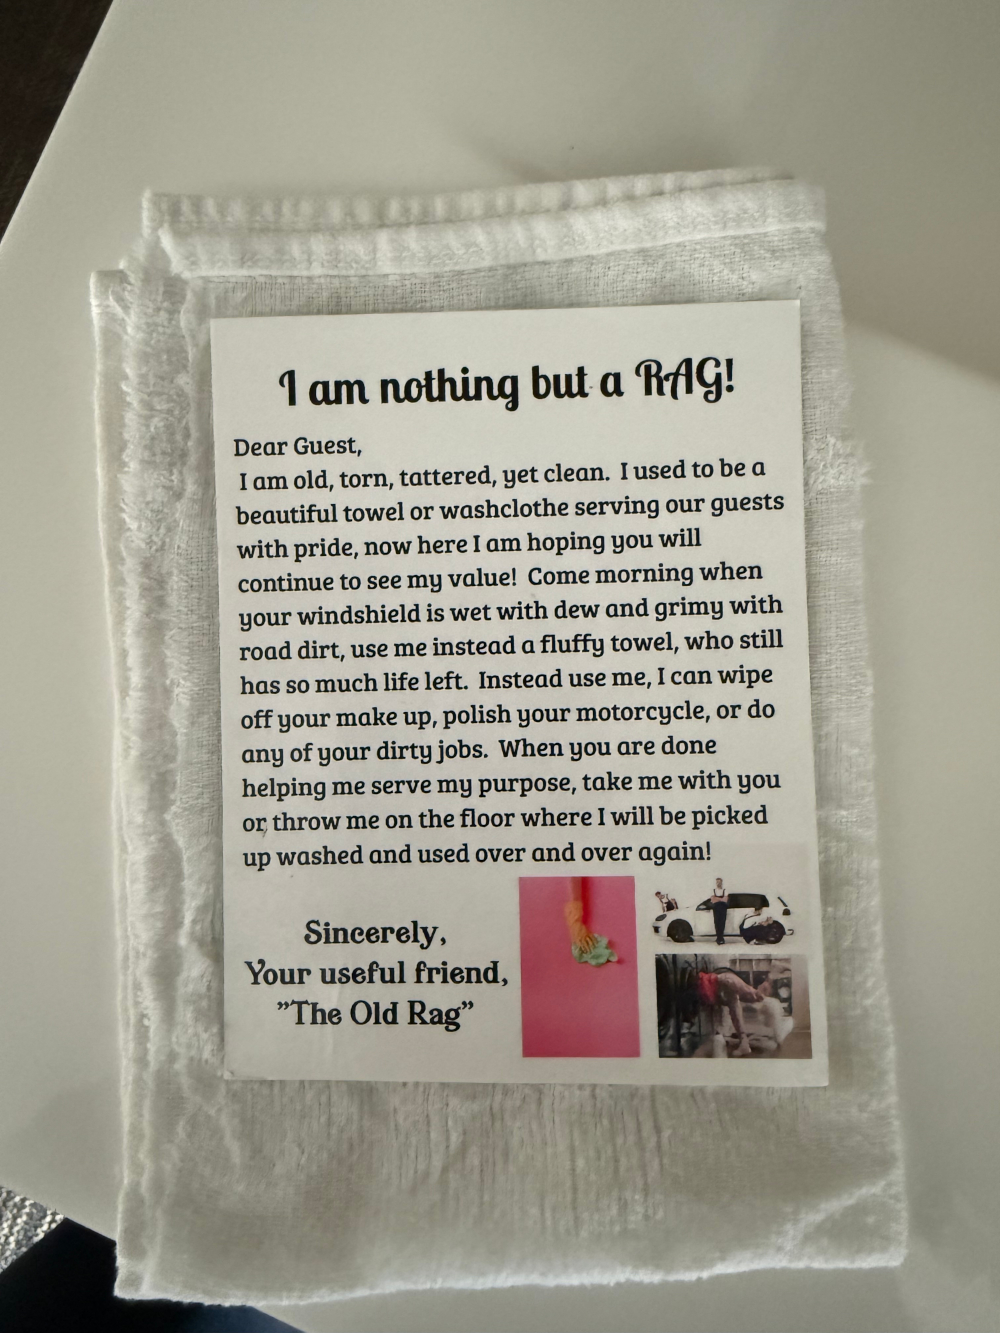 I am nothing but a RAG!
Dear Guest,
I am old, torn, tattered, yet clean. I used to be a
beautiful towel or washclothe serving our guests
with pride, now here I am hoping you will
continue to see my value! Come morning when
your windshield is wet with dew and grimy with
road dirt, use me instead a fluffy towel, who still
has so much life left. Instead use me, I can wipe
off your make up, polish your motorcycle, or do
any of your dirty jobs. When you are done
helping me serve my purpose, take me with you
or throw me on the floor where I will be picked
up washed and used over and over again!
Sincerely,
Your useful friend,
”The Old Rag”